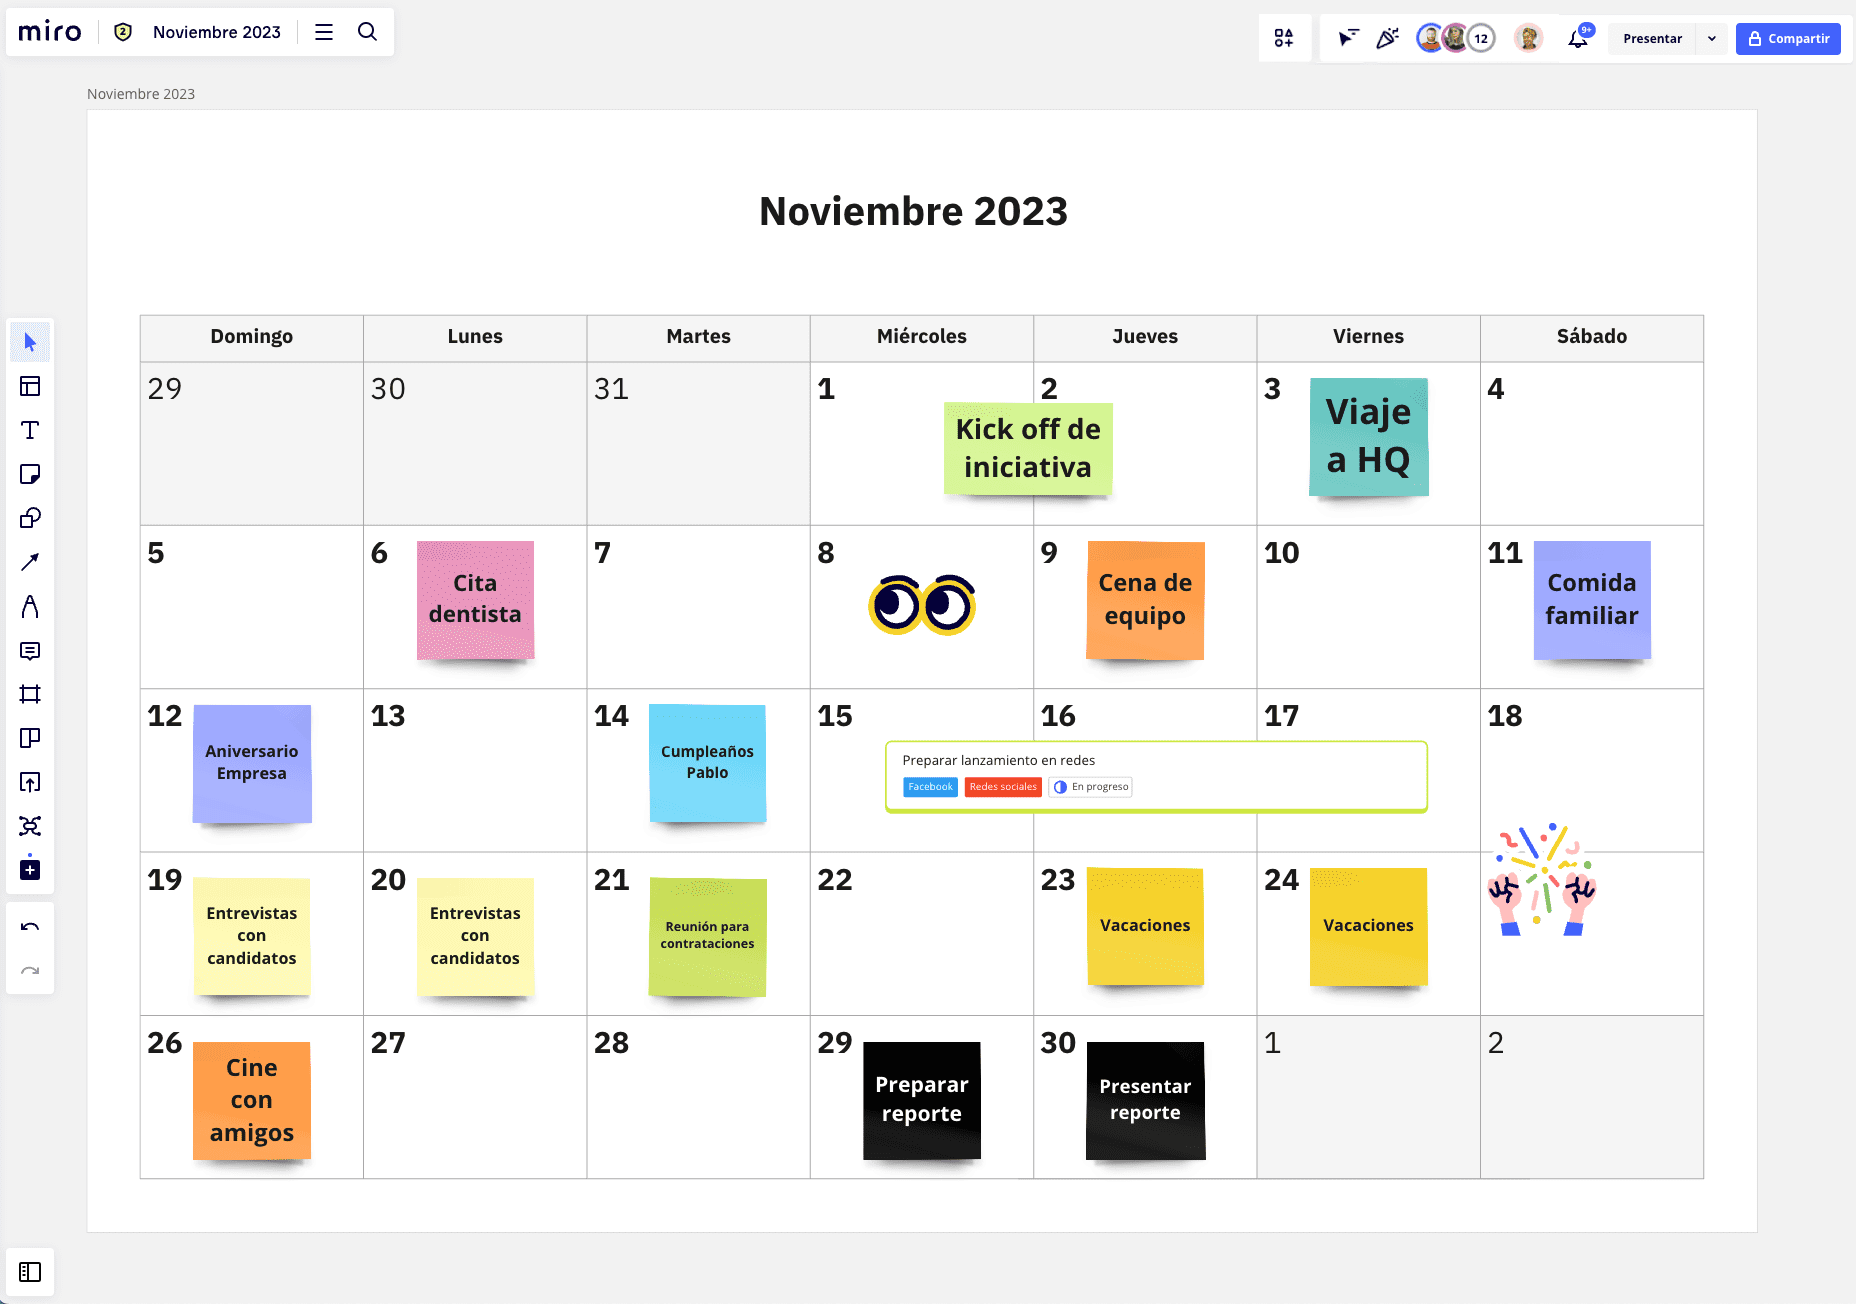 miro
2
Noviembre 2023
12
9+
Presentar
Compartir
Noviembre 2023
Noviembre 2023
Domingo
Lunes
Martes
Miércoles
Jueves
Viernes
Sábado
29
30
31
1
2
Kick off de
iniciativa
3
Viaje
a HQ
4
5
6
Cita
dentista
7
8
9
Cena de
equipo
10
11
Comida
familiar
12
Aniversario
Empresa
13
14
Cumpleaños
Pablo
15
16
17
Preparar lanzamiento en redes
Facebook
Redes sociales
En progreso
18
19
Entrevistas
con
candidatos
20
Entrevistas
con
candidatos
21
Reunión para
contrataciones
22
23
Vacaciones
24
Vacaciones
26
Cine
con
amigos
27
28
29
Preparar
reporte
30
Presentar
reporte
1
2